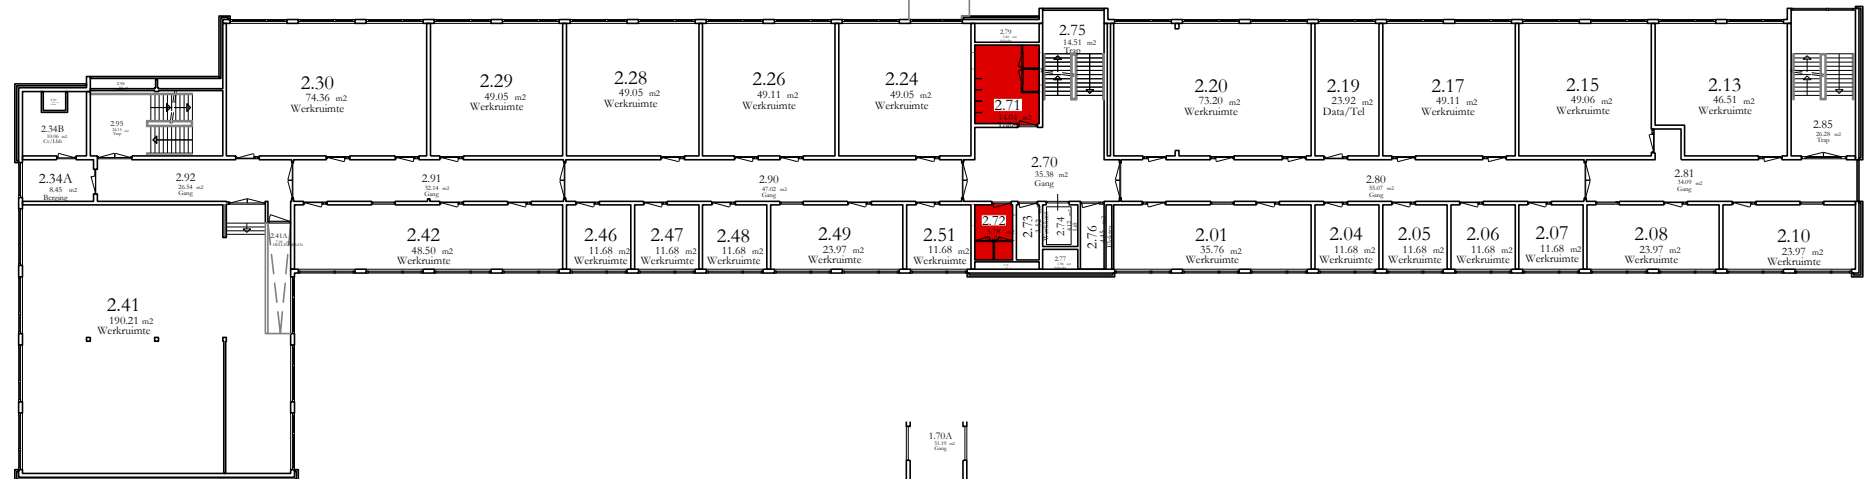 2.30
74.36 m2
Werkruimte
2.29
49.05 m2
Werkruimte
2.28
49.05 m2
Werkruimte
2.26
49.11 m2
Werkruimte
2.24
49.05 m2
Werkruimte
2.79
2.71
2.75
14.51 m2
Trap
2.20
73.20 m2
Werkruimte
2.19
23.92 m2
Data/Tel
2.17
49.11 m2
Werkruimte
2.15
49.06 m2
Werkruimte
2.13
46.51 m2
Werkruimte
2.85
26.28 m2
Trap
2.34B
2.95
Trap
2.34A
8.45 m2
Berging
2.92
26.54 m2
Gang
2.91
32.14 m2
Gang
2.90
47.02 m2
Gang
2.70
35.38 m2
Gang
2.80
55.07 m2
Gang
2.81
34.09 m2
Gang
2.41A
2.42
48.50 m2
Werkruimte
2.46
11.68 m2
Werkruimte
2.47
11.68 m2
Werkruimte
2.48
11.68 m2
Werkruimte
2.49
23.97 m2
Werkruimte
2.51
11.68 m2
Werkruimte
2.72
2.73
2.74
2.77
2.76
2.01
35.76 m2
Werkruimte
2.04
11.68 m2
Werkruimte
2.05
11.68 m2
Werkruimte
2.06
11.68 m2
Werkruimte
2.07
11.68 m2
Werkruimte
2.08
23.97 m2
Werkruimte
2.10
23.97 m2
Werkruimte
2.41
190.21 m2
Werkruimte
1.70A
51.19 m2
Gang